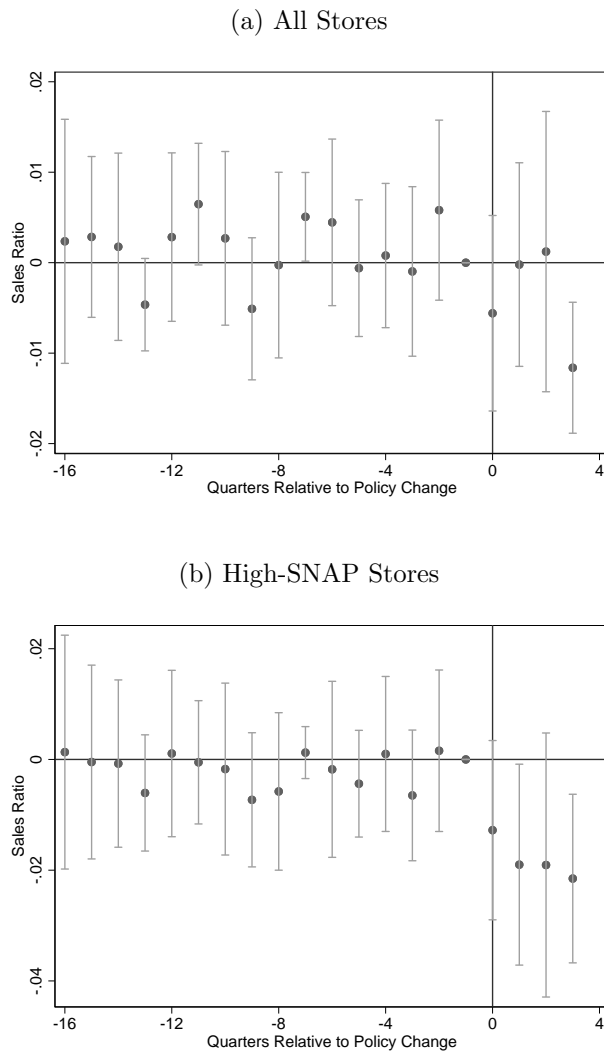 (a) All Stores
.02
.01
0
-.01
-.02
Sales Ratio
-16 -12 -8 -4 0 4
Quarters Relative to Policy Change
(b) High-SNAP Stores
.02
0
-.02
-.04
Sales Ratio
-16 -12 -8 -4 0 4
Quarters Relative to Policy Change